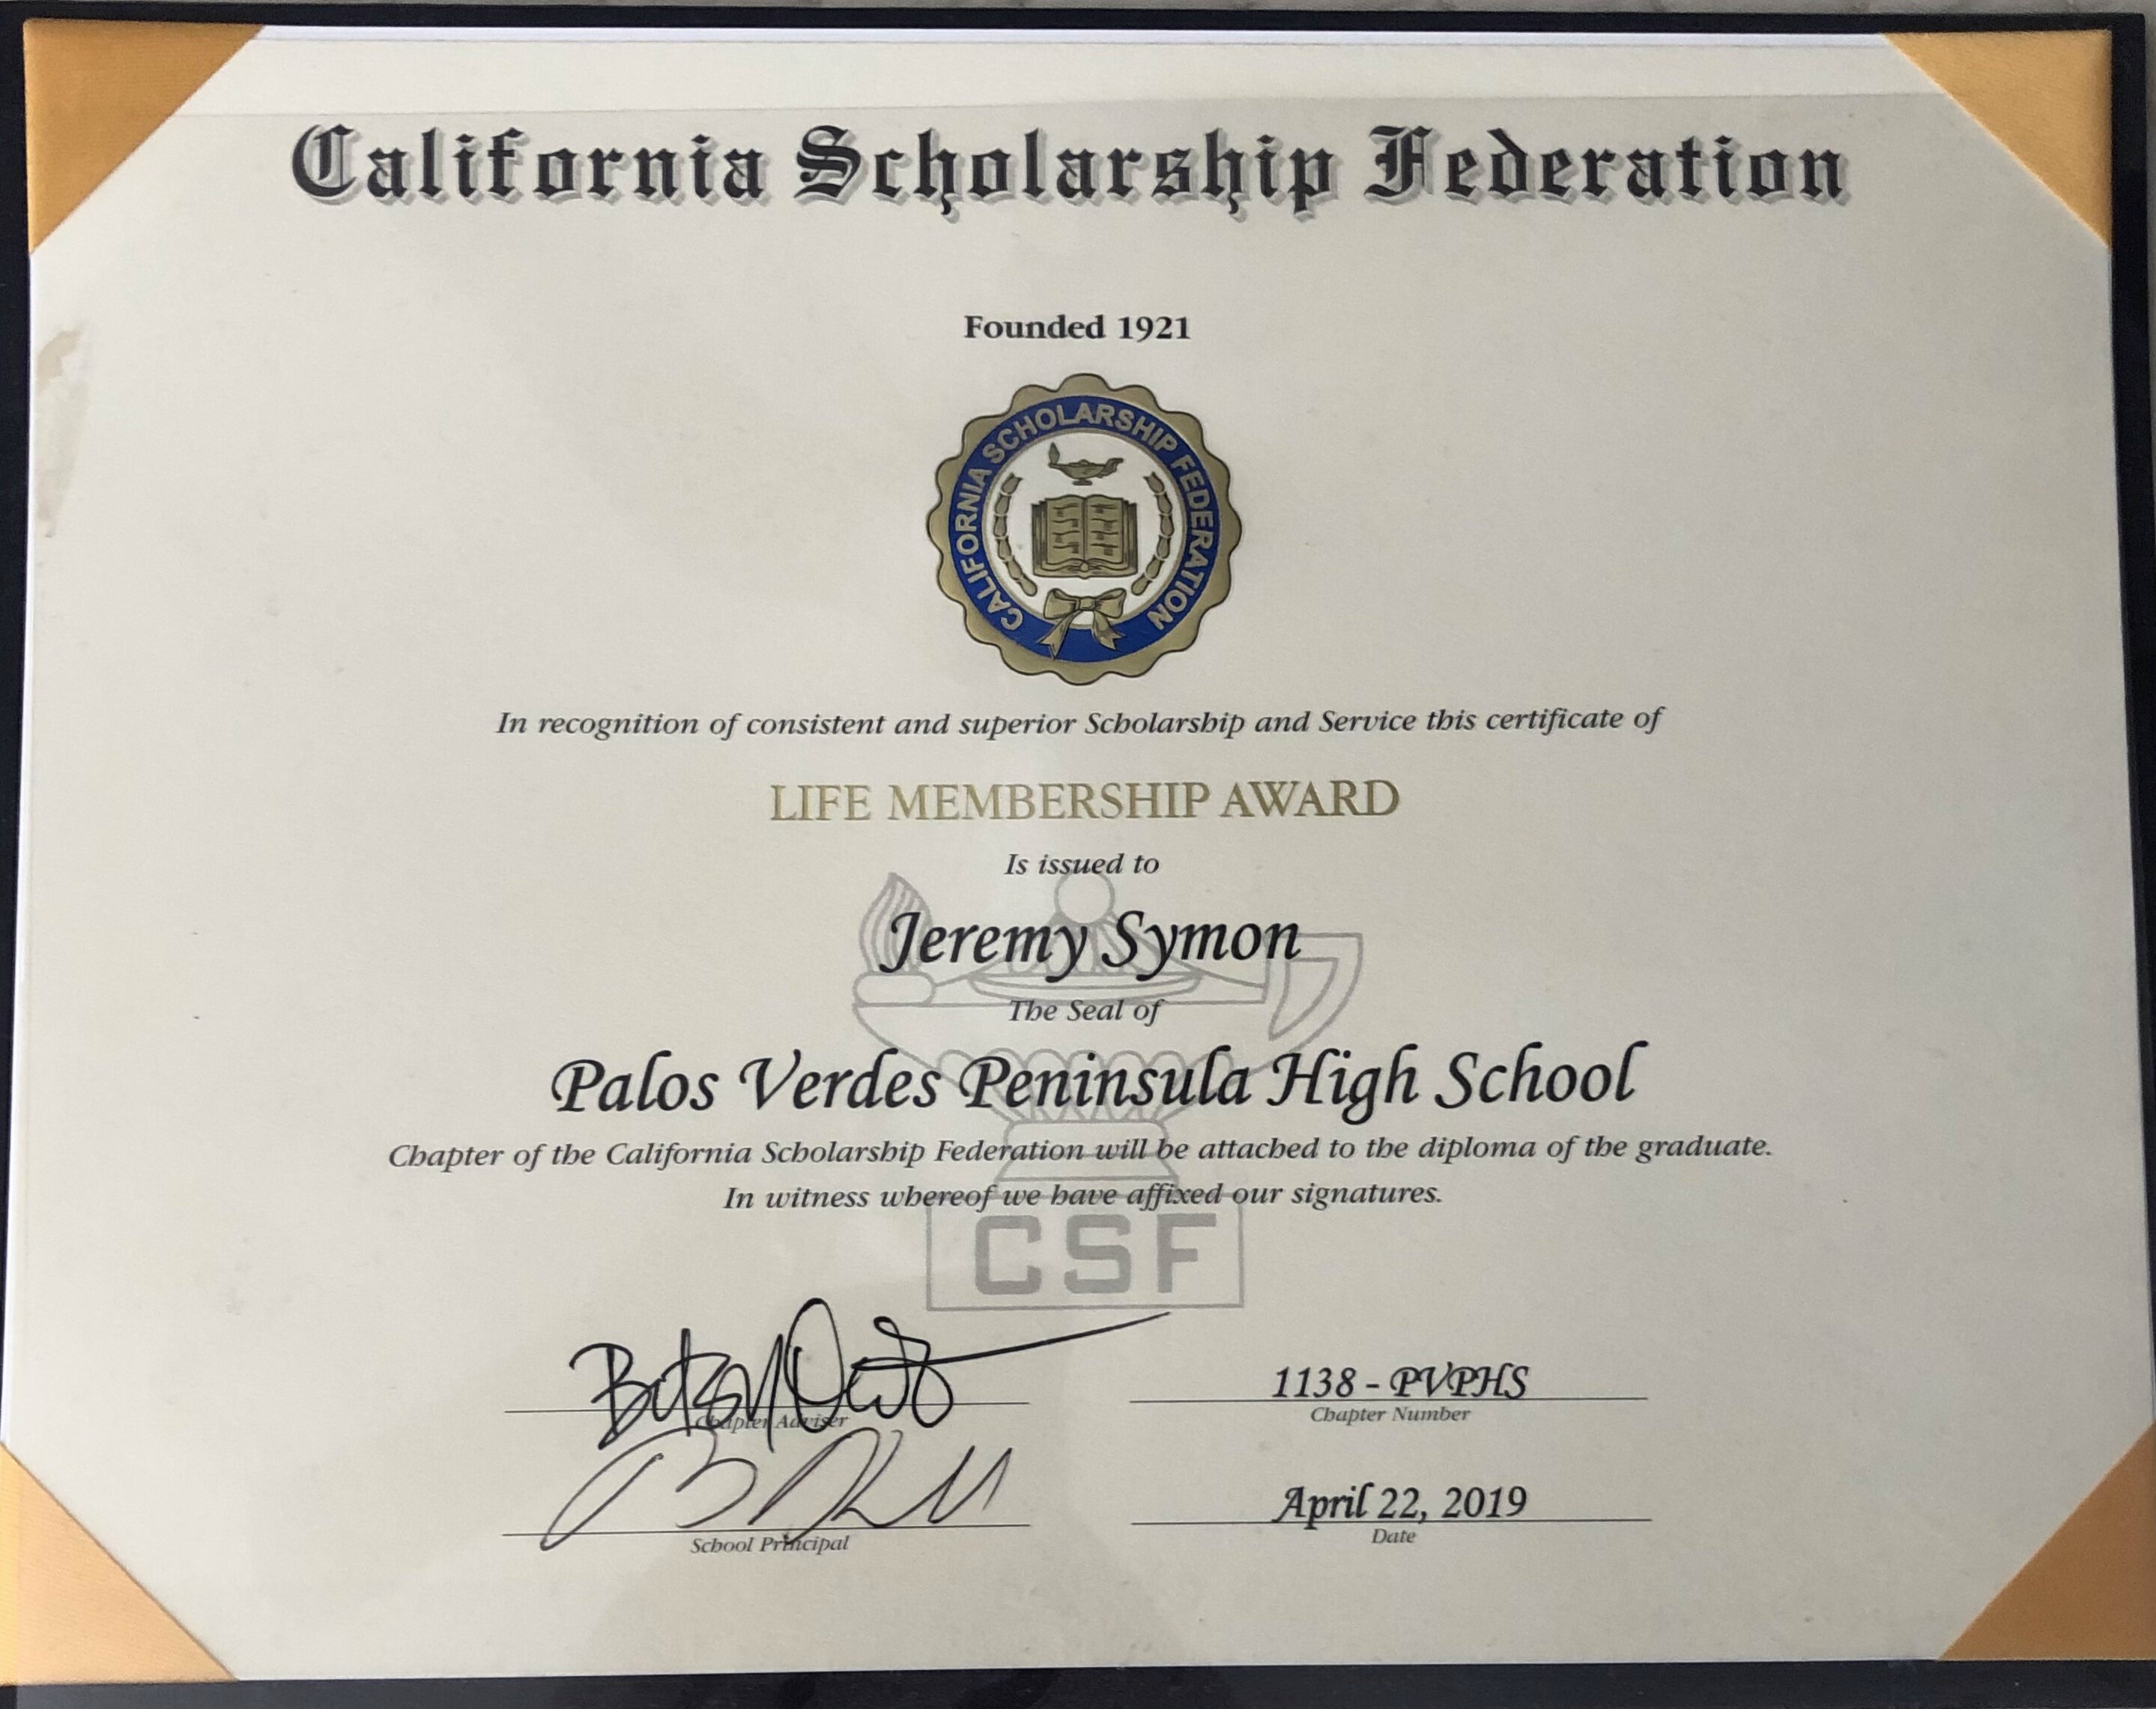 California Scholarship Federation
Founded 1921
CALIFORNIA SCHOLARSHIP FEDERATION
In recognition of consistent and superior Scholarship and Service this certificate of
LIFE MEMBERSHIP AWARD
Is issued to
Jeremy Symon
The Seal of
Palos Verdes Peninsula High School
Chapter of the California Scholarship Federation will be attached to the diploma of the graduate.
In witness whereof we have affixed our signatures.
CSF
1138 - PVPHS
Chapter Adviser
Chapter Number
April 22, 2019
School Principal
Date